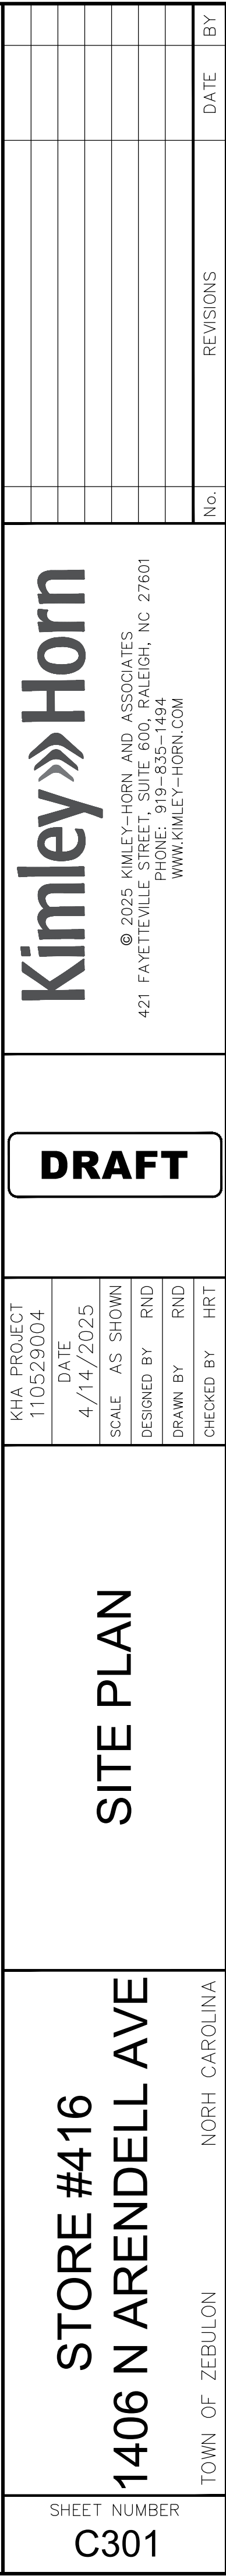 No. REVISIONS DATE BY
Kimley»Horn
© 2025 KIMLEY-HORN AND ASSOCIATES
421 FAYETTEVILLE STREET, SUITE 600, RALEIGH, NC 27601
PHONE: 919-835-1494
WWW.KIMLEY-HORN.COM
DRAFT
KHA PROJECT
110529004
DATE
4/14/2025
SCALE AS SHOWN
DESIGNED BY RND
DRAWN BY RND
CHECKED BY HRT
SITE PLAN
STORE #416
1406 N ARENDELL AVE
TOWN OF ZEBULON NORH CAROLINA
SHEET NUMBER
C301